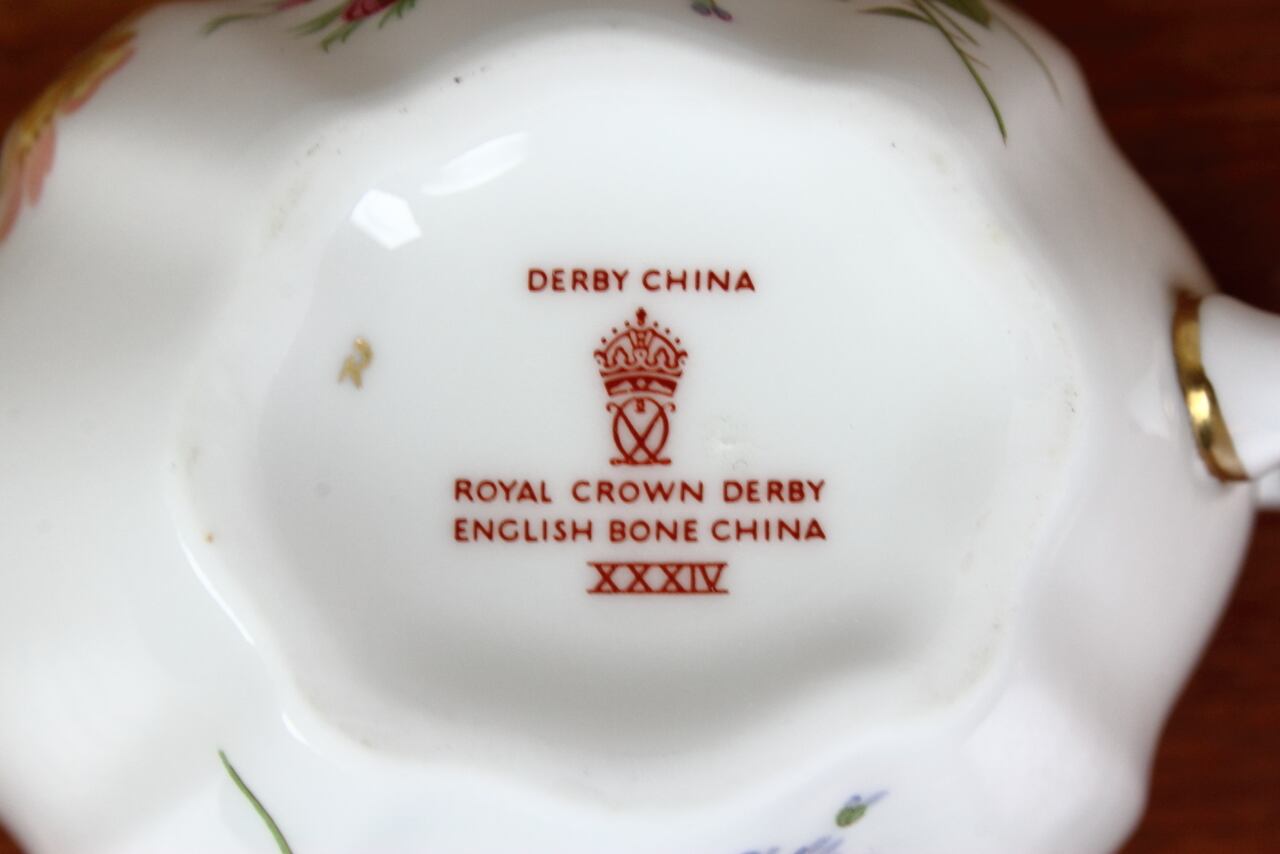 DERBY CHINA
R
ROYAL CROWN DERBY
ENGLISH BONE CHINA
XXXIV